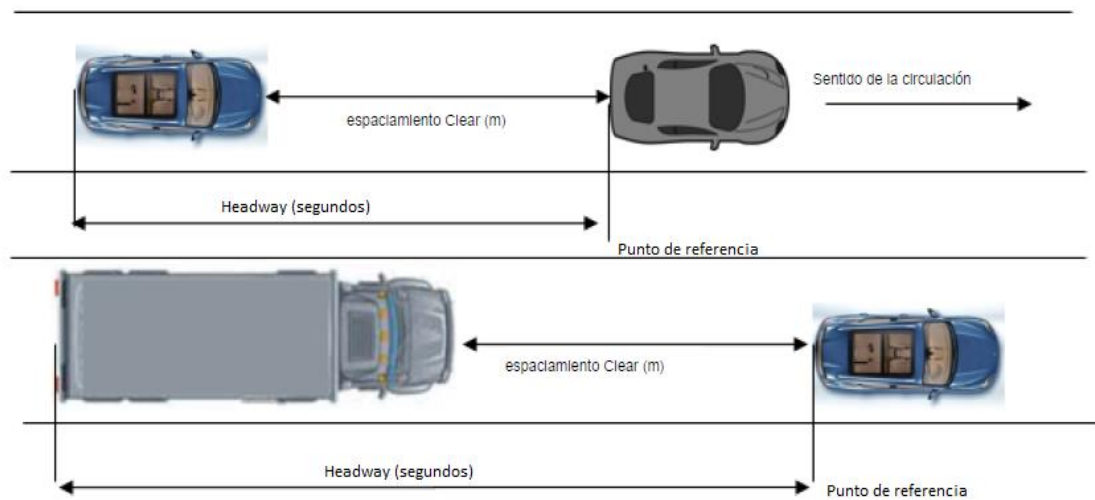 Sentido de la circulación
espaciamiento Clear (m)
Headway (segundos)
Punto de referencia
espaciamiento Clear (m)
Headway (segundos)
Punto de referencia